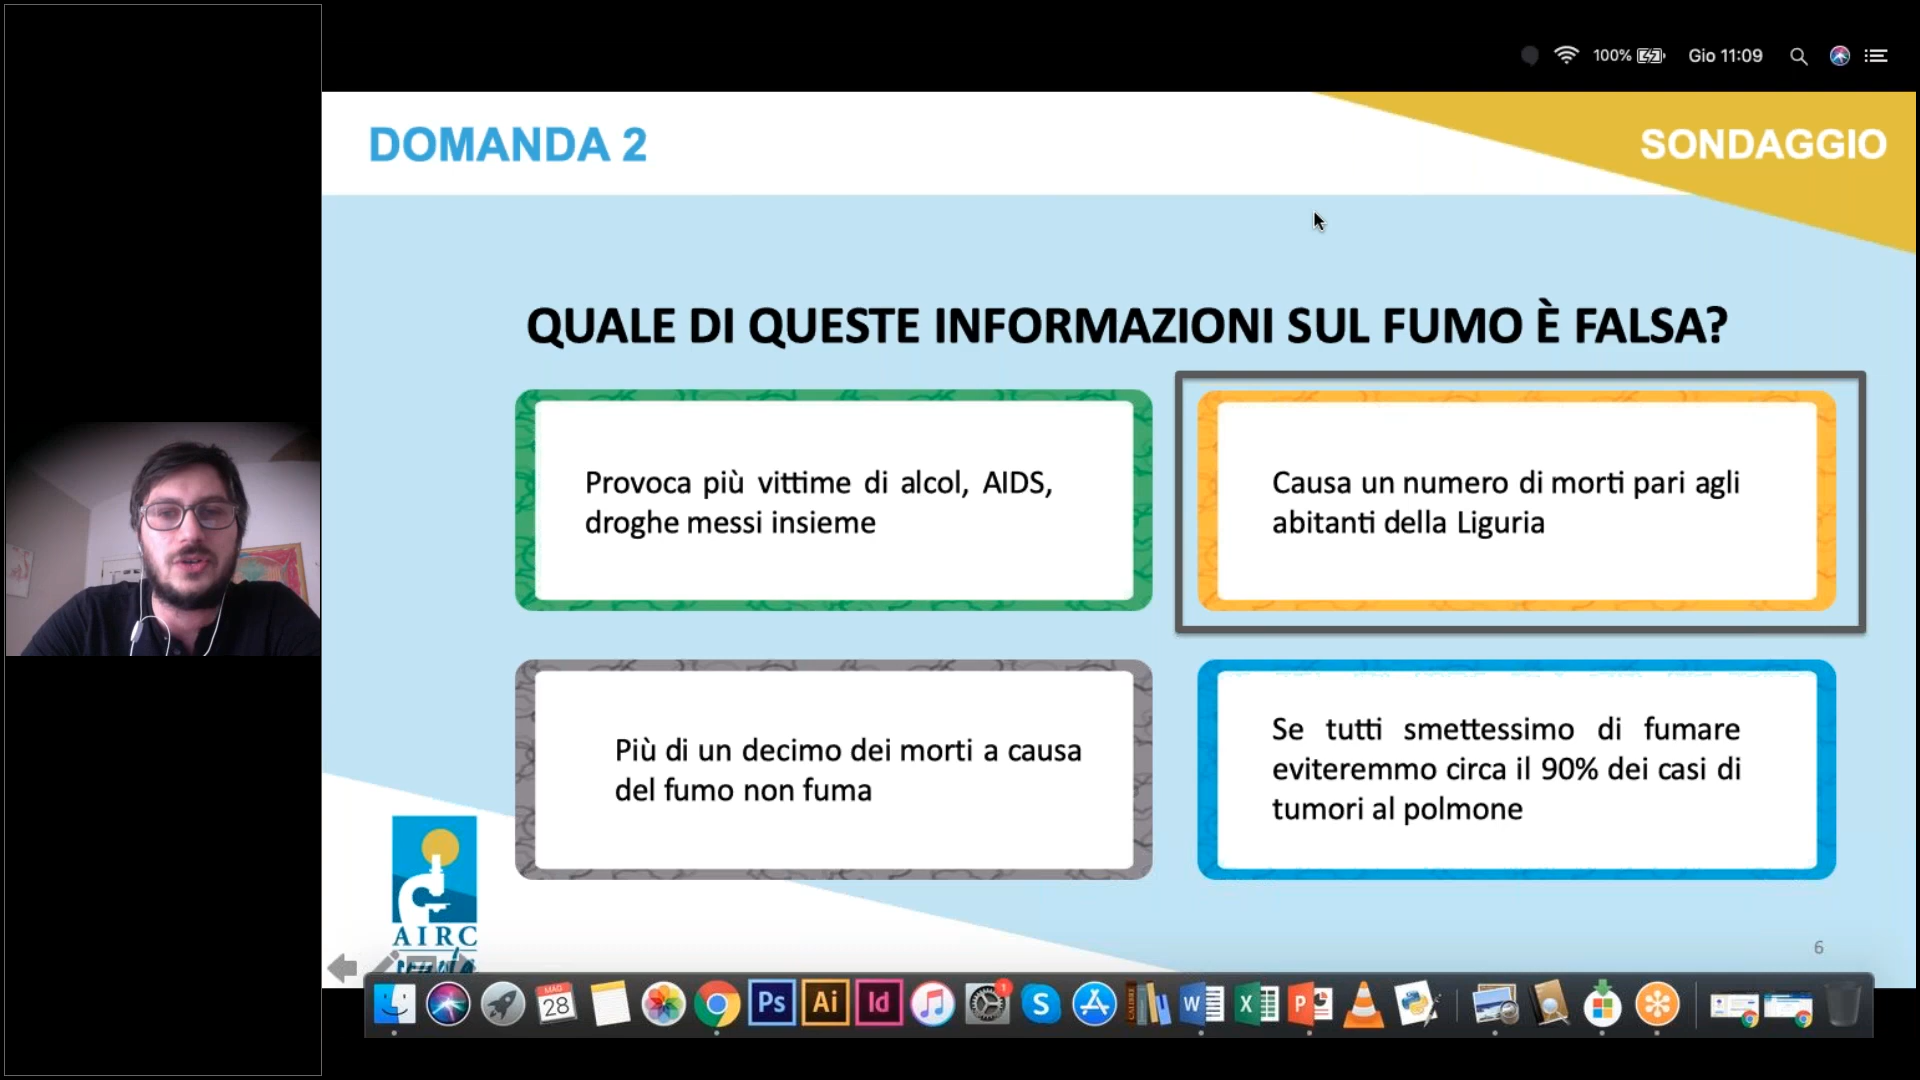 100%
Gio 11:09
DOMANDA 2
SONDAGGIO
QUALE DI QUESTE INFORMAZIONI SUL FUMO È FALSA?
Provoca più vittime di alcol, AIDS,
droghe messi insieme
Causa un numero di morti pari agli
abitanti della Liguria
Più di un decimo dei morti a causa
del fumo non fuma
Se tutti smettessimo di fumare
eviteremmo circa il 90% dei casi di
tumori al polmone
AIRC
6
MAG
28
Ps
Ai
Id
1
S
W
X
P